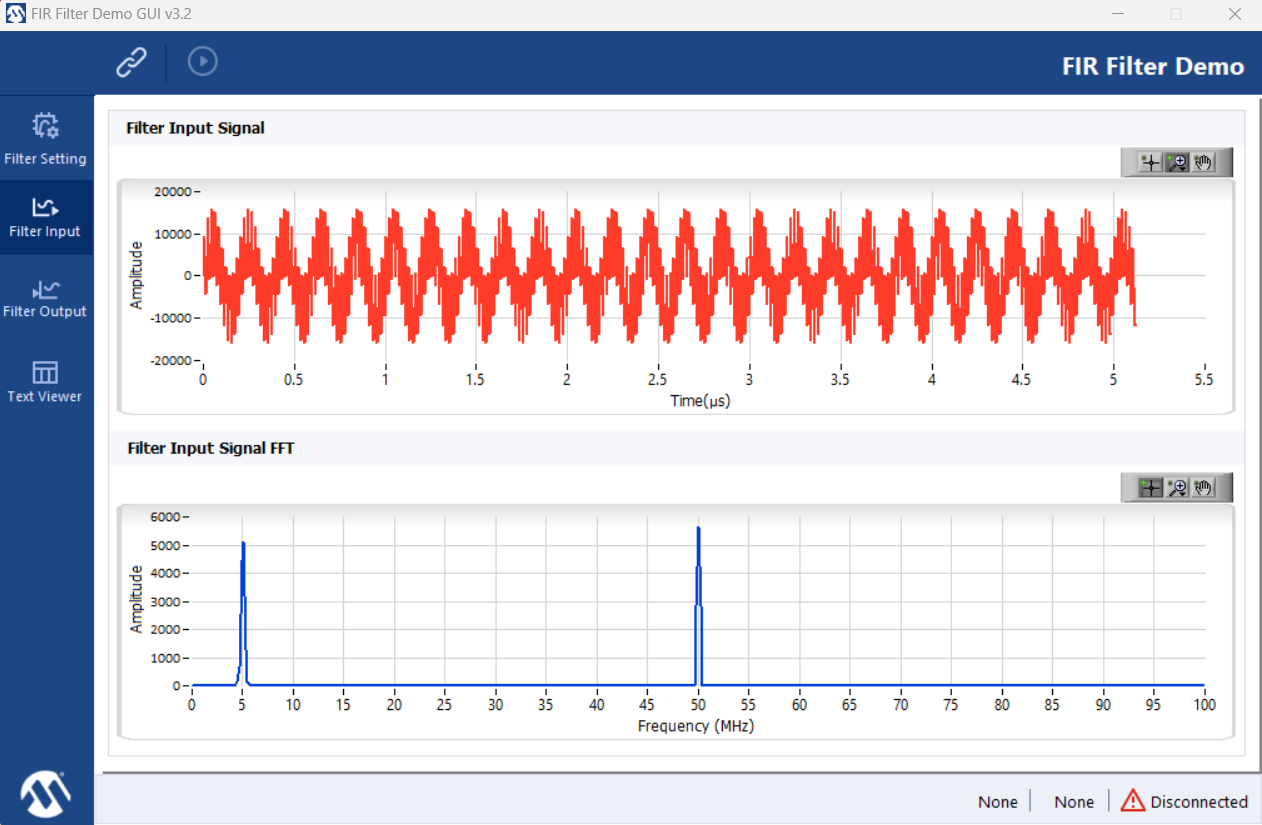 FIR Filter Demo GUI v3.2
FIR Filter Demo
Filter Setting
Filter Input
Filter Output
Text Viewer
Filter Input Signal
20000
10000
0
-10000
-20000
Amplitude
0 0.5 1 1.5 2 2.5 3 3.5 4 4.5 5 5.5
Time(µs)
Filter Input Signal FFT
6000
5000
4000
3000
2000
1000
0
Amplitude
0 5 10 15 20 25 30 35 40 45 50 55 60 65 70 75 80 85 90 95 100
Frequency (MHz)
None None Disconnected